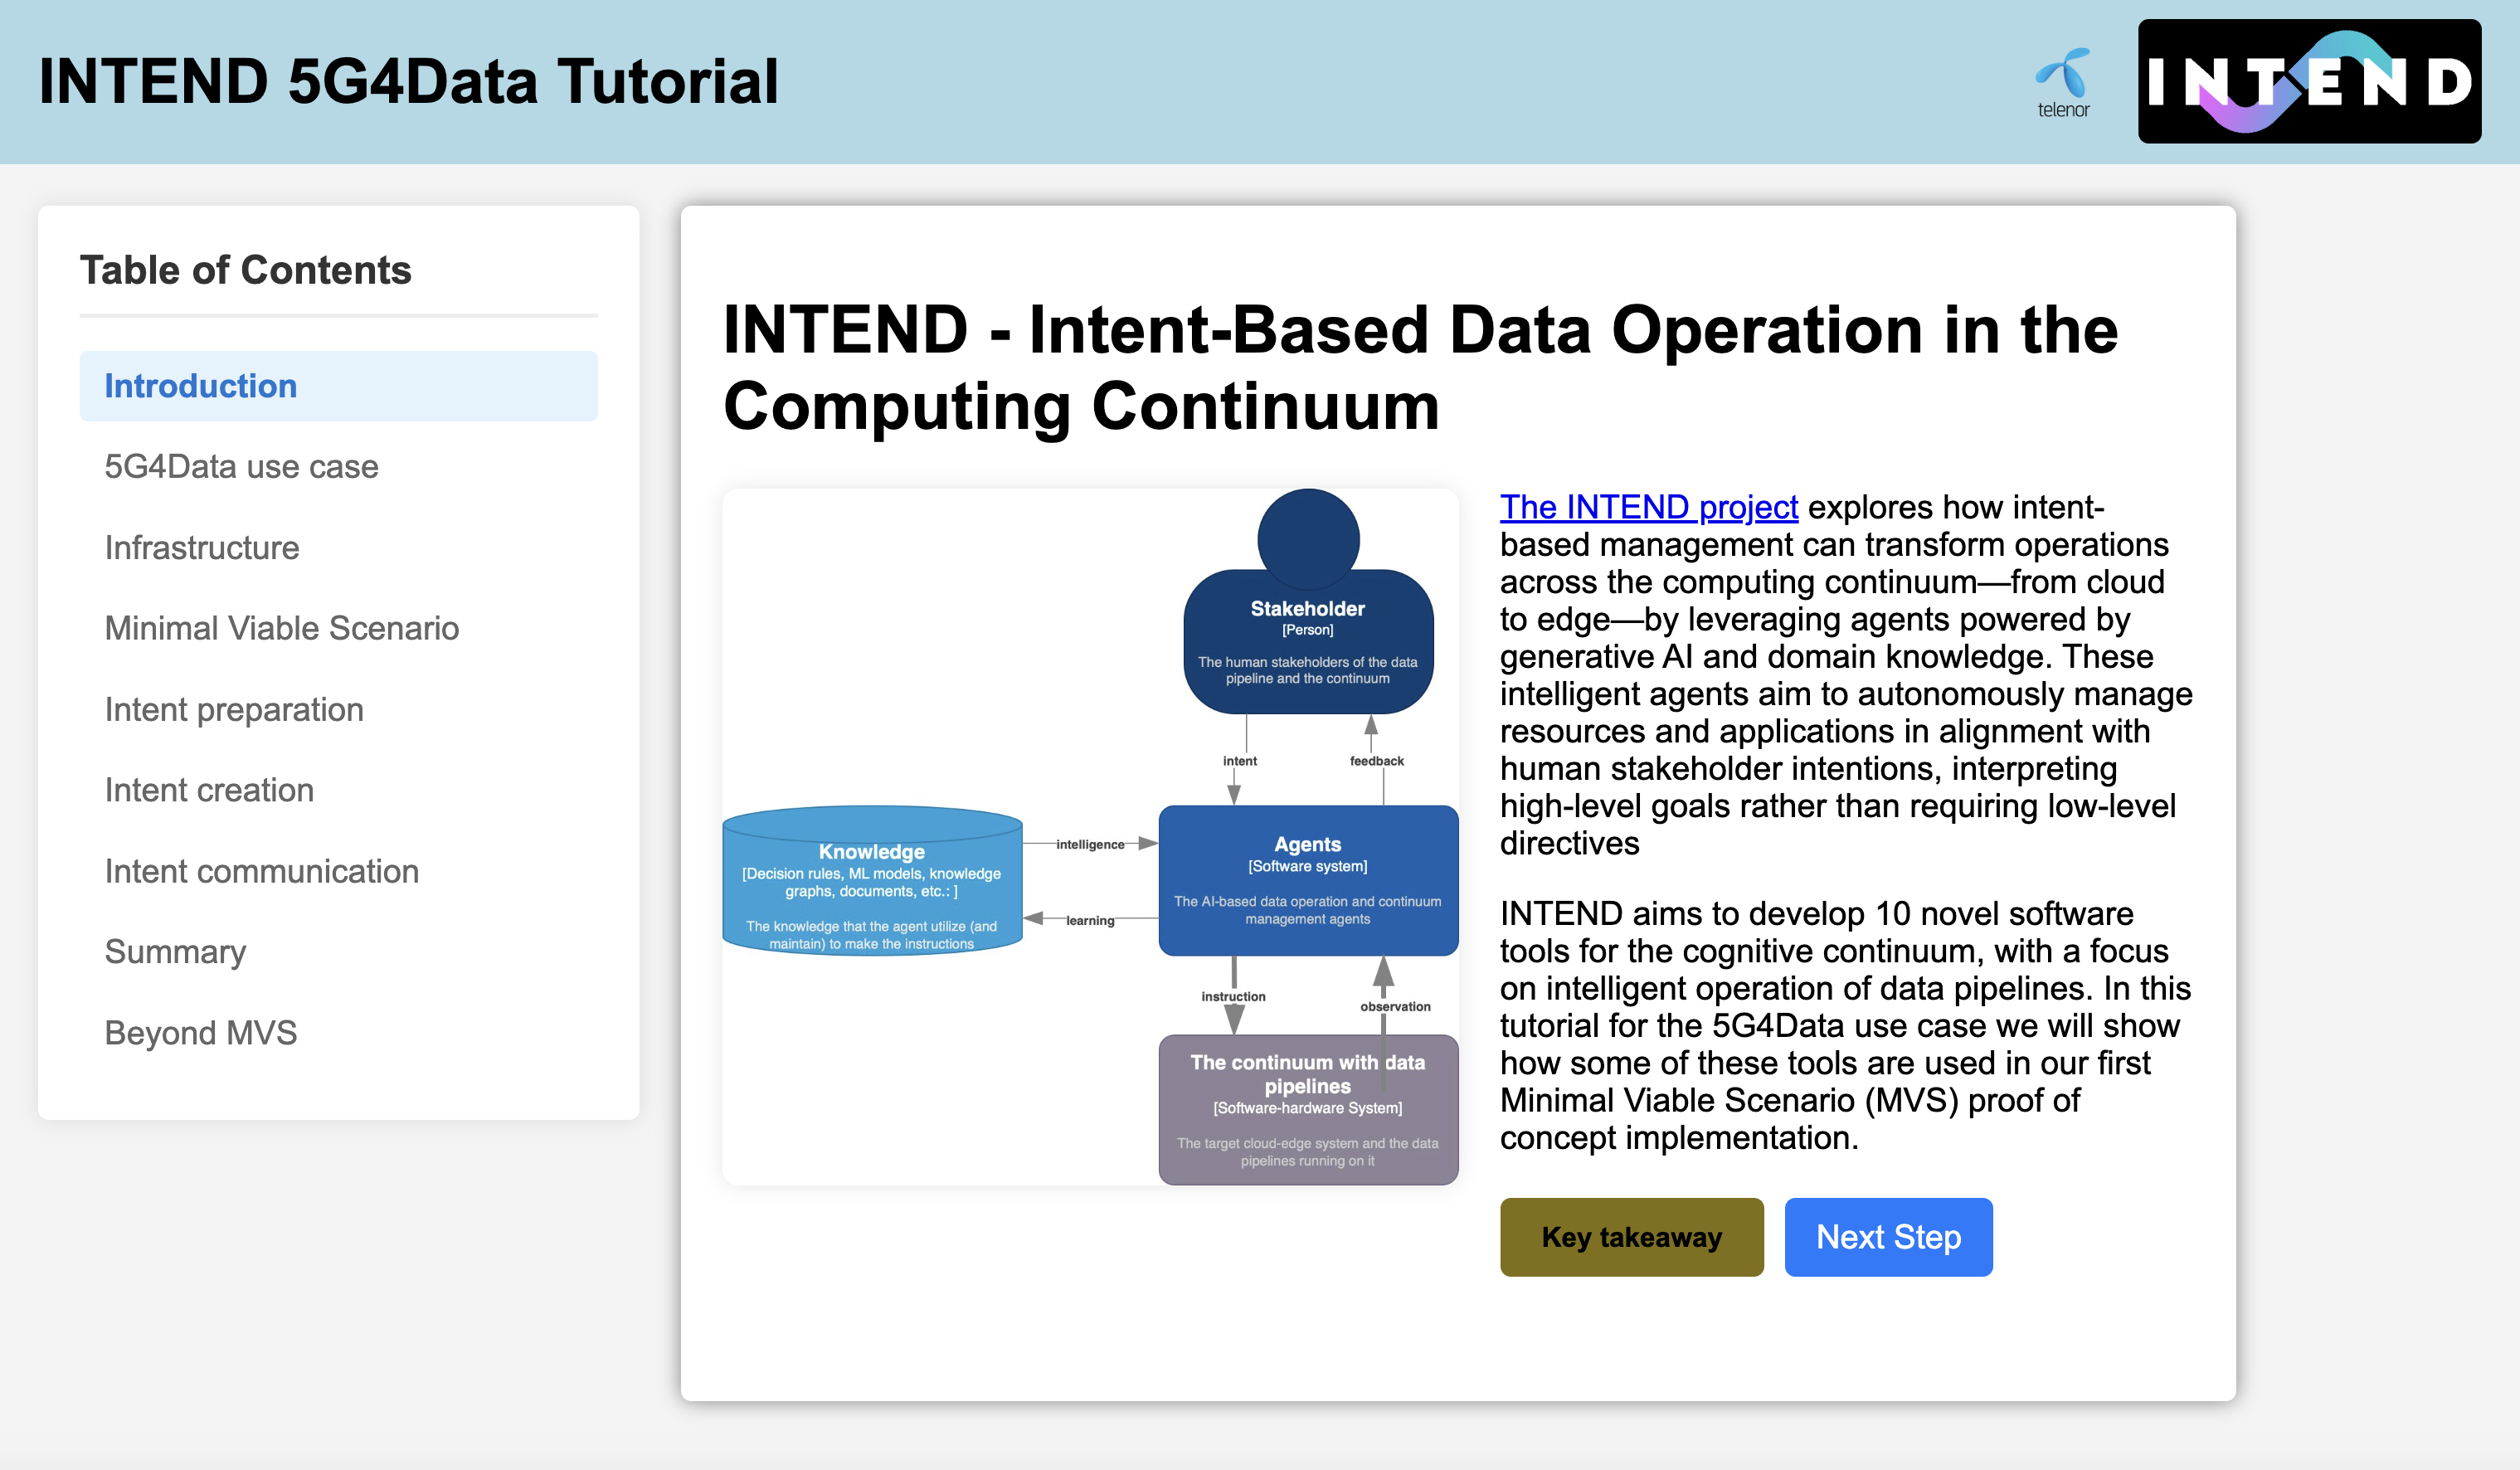 INTEND 5G4Data Tutorial
telenor
INTEND
Table of Contents
Introduction
5G4Data use case
Infrastructure
Minimal Viable Scenario
Intent preparation
Intent creation
Intent communication
Summary
Beyond MVS
INTEND - Intent-Based Data Operation in the
Computing Continuum
Stakeholder
[Person]
The human stakeholders of the data
pipeline and the continuum
intent
feedback
Knowledge
[Decision rules, ML models, knowledge
graphs, documents, etc.: ]
The knowledge that the agent utilize (and
maintain) to make the instructions
intelligence
learning
Agents
[Software system]
The AI-based data operation and continuum
management agents
instruction
observation
The continuum with data
pipelines
[Software-hardware System]
The target cloud-edge system and the data
pipelines running on it
The INTEND project explores how intent-
based management can transform operations
across the computing continuum—from cloud
to edge—by leveraging agents powered by
generative AI and domain knowledge. These
intelligent agents aim to autonomously manage
resources and applications in alignment with
human stakeholder intentions, interpreting
high-level goals rather than requiring low-level
directives
INTEND aims to develop 10 novel software
tools for the cognitive continuum, with a focus
on intelligent operation of data pipelines. In this
tutorial for the 5G4Data use case we will show
how some of these tools are used in our first
Minimal Viable Scenario (MVS) proof of
concept implementation.
Key takeaway
Next Step